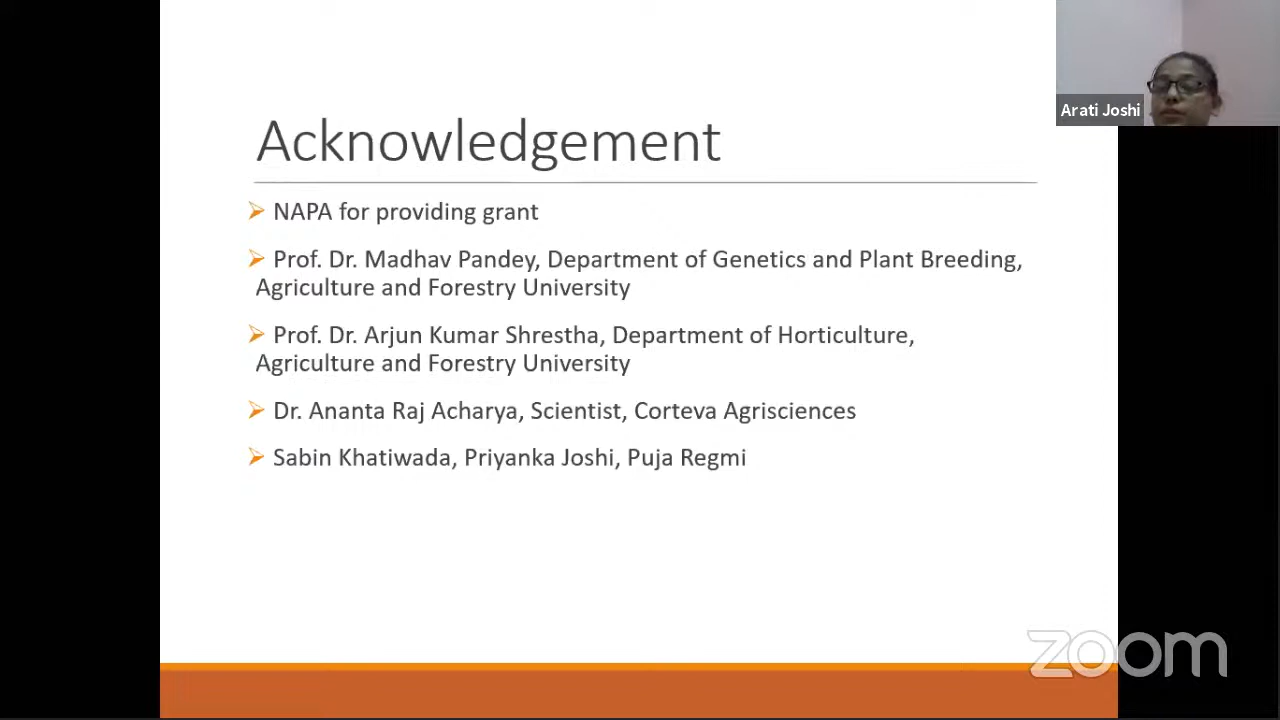 Arati Joshi
Acknowledgement
NAPA for providing grant
Prof. Dr. Madhav Pandey, Department of Genetics and Plant Breeding,
Agriculture and Forestry University
Prof. Dr. Arjun Kumar Shrestha, Department of Horticulture,
Agriculture and Forestry University
Dr. Ananta Raj Acharya, Scientist, Corteva Agrisciences
Sabin Khatiwada, Priyanka Joshi, Puja Regmi
zoom